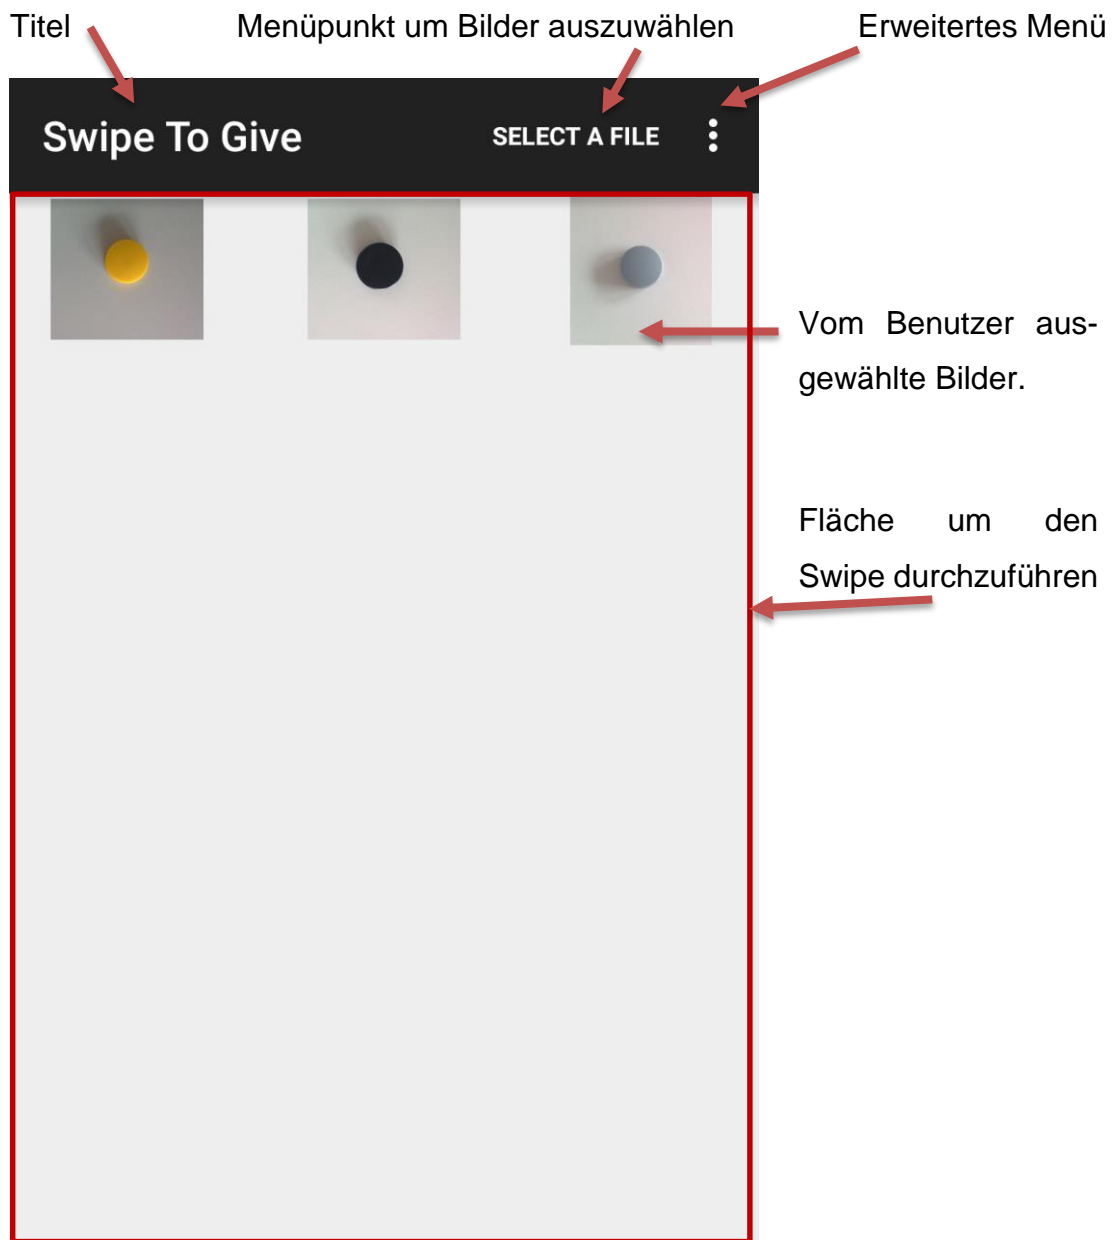 Titel
Menüpunkt um Bilder auszuwählen
Erweitertes Menü
Swipe To Give
SELECT A FILE
Vom Benutzer aus-
gewählte Bilder.
Fläche um den
Swipe durchzuführen